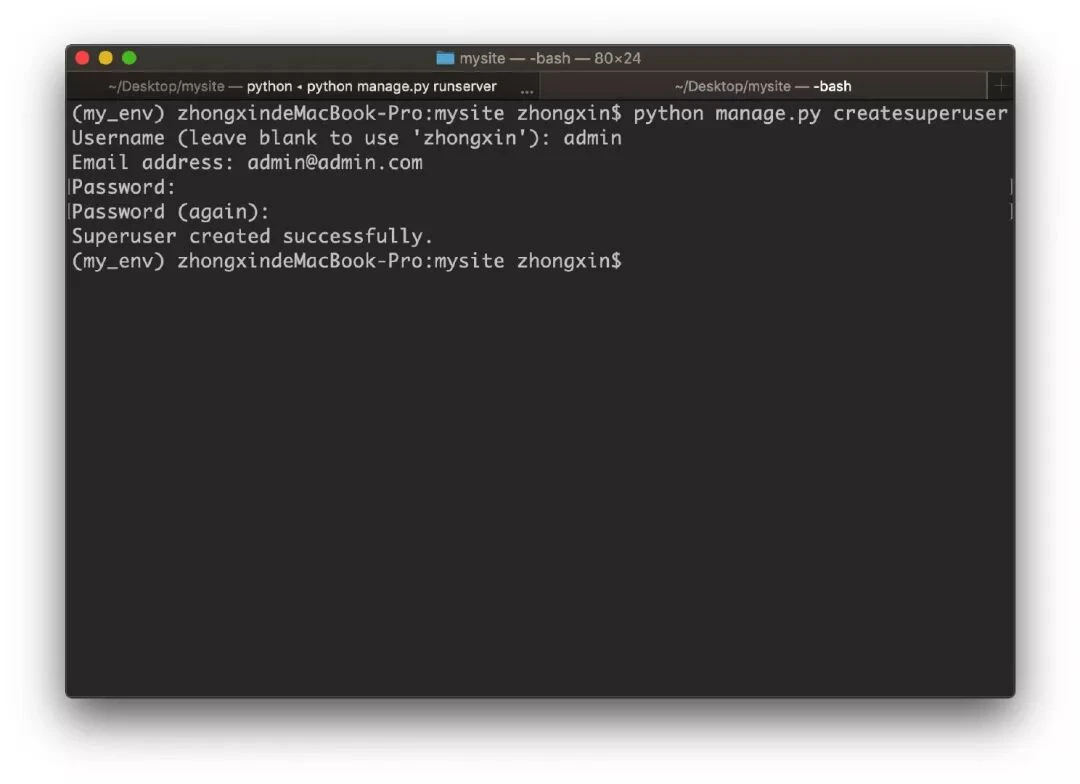 mysite — -bash — 80×24
~/Desktop/mysite — python ◂ python manage.py runserver ... ~/Desktop/mysite — -bash +
(my_env) zhongxindeMacBook-Pro:mysite zhongxin$ python manage.py createsuperuser
Username (leave blank to use 'zhongxin'): admin
Email address: admin@admin.com
Password:
Password (again):
Superuser created successfully.
(my_env) zhongxindeMacBook-Pro:mysite zhongxin$